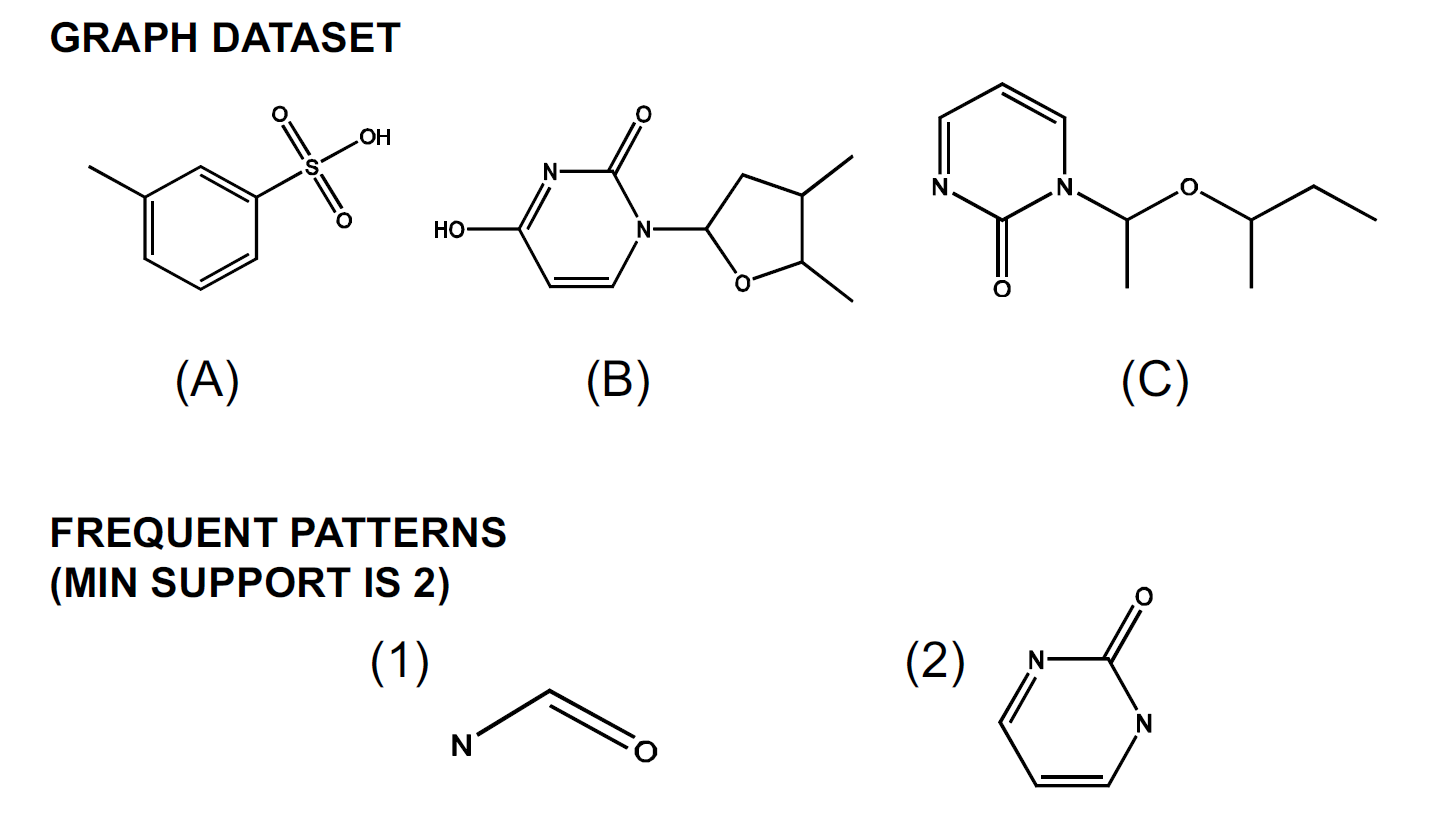 GRAPH DATASET
O
OH
S
O
O
N
HO
N
O
N
N
O
O
(A)
(B)
(C)
FREQUENT PATTERNS
(MIN SUPPORT IS 2)
(1)
N
O
(2)
O
N
N